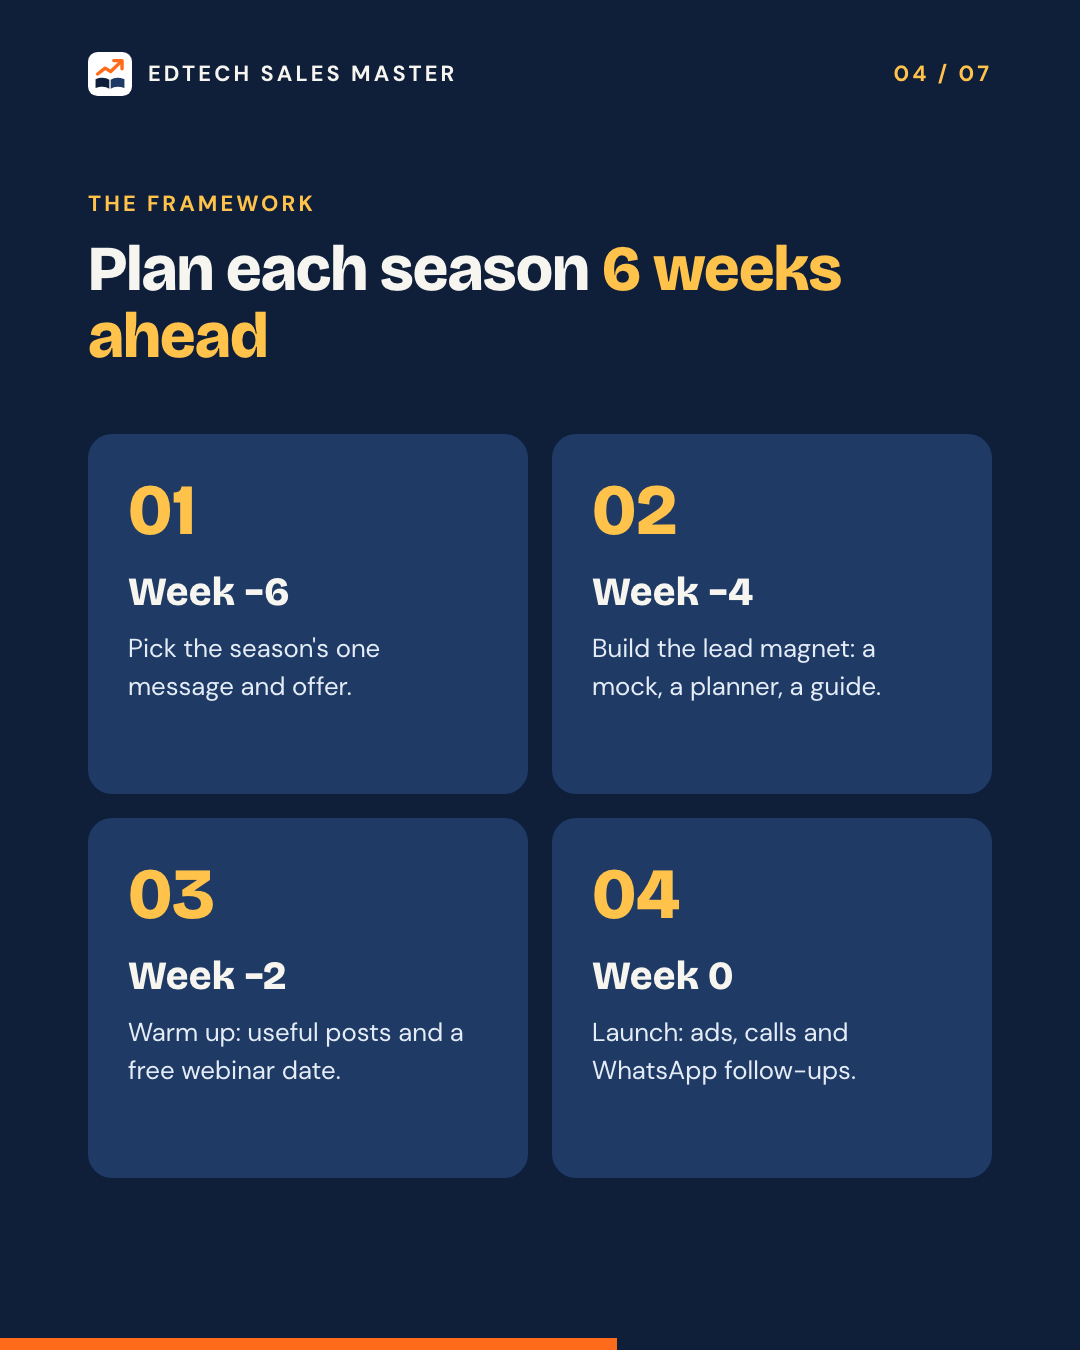 EDTECH SALES MASTER
04 / 07
THE FRAMEWORK
Plan each season 6 weeks
ahead
01
Week −6
Pick the season's one
message and offer.
02
Week −4
Build the lead magnet: a
mock, a planner, a guide.
03
Week −2
Warm up: useful posts and a
free webinar date.
04
Week 0
Launch: ads, calls and
WhatsApp follow-ups.